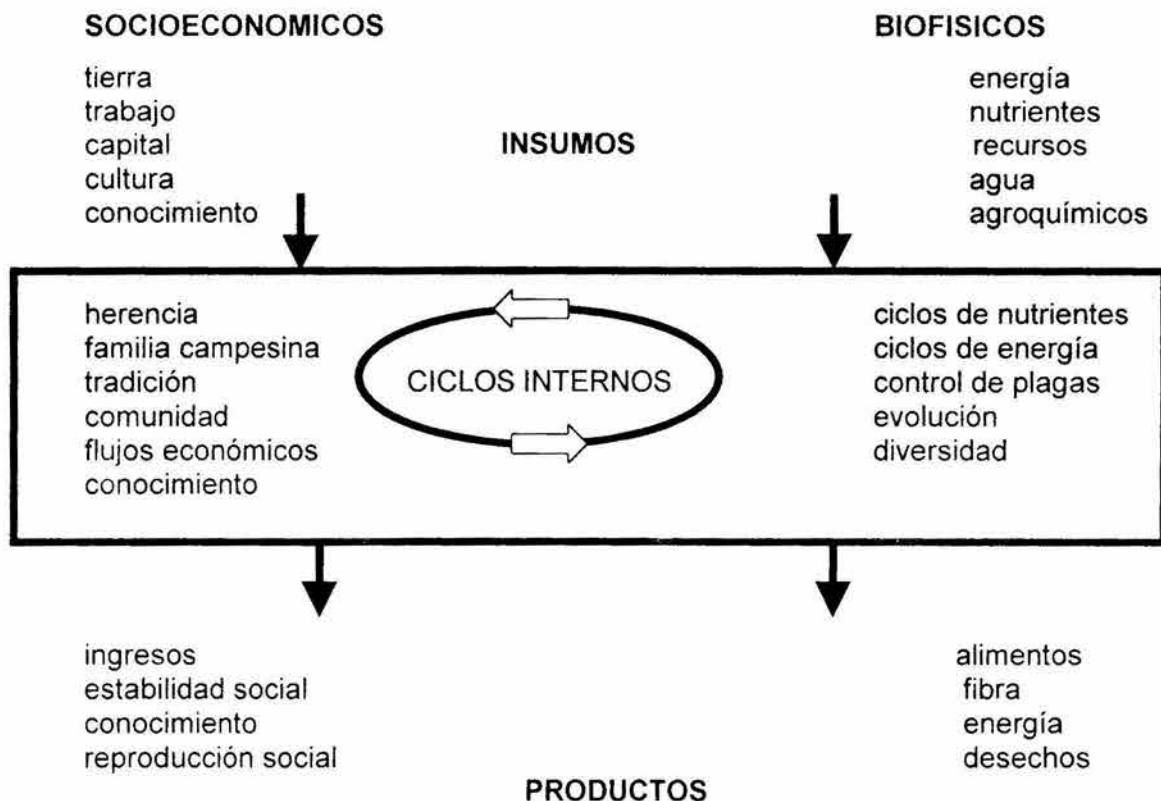 SOCIOECONOMICOS
tierra
trabajo
capital
cultura
conocimiento
BIOFISICOS
energía
nutrientes
recursos
agua
agroquímicos
INSUMOS
herencia
familia campesina
tradición
comunidad
flujos económicos
conocimiento
CICLOS INTERNOS
ciclos de nutrientes
ciclos de energía
control de plagas
evolución
diversidad
ingresos
estabilidad social
conocimiento
reproducción social
alimentos
fibra
energía
desechos
PRODUCTOS